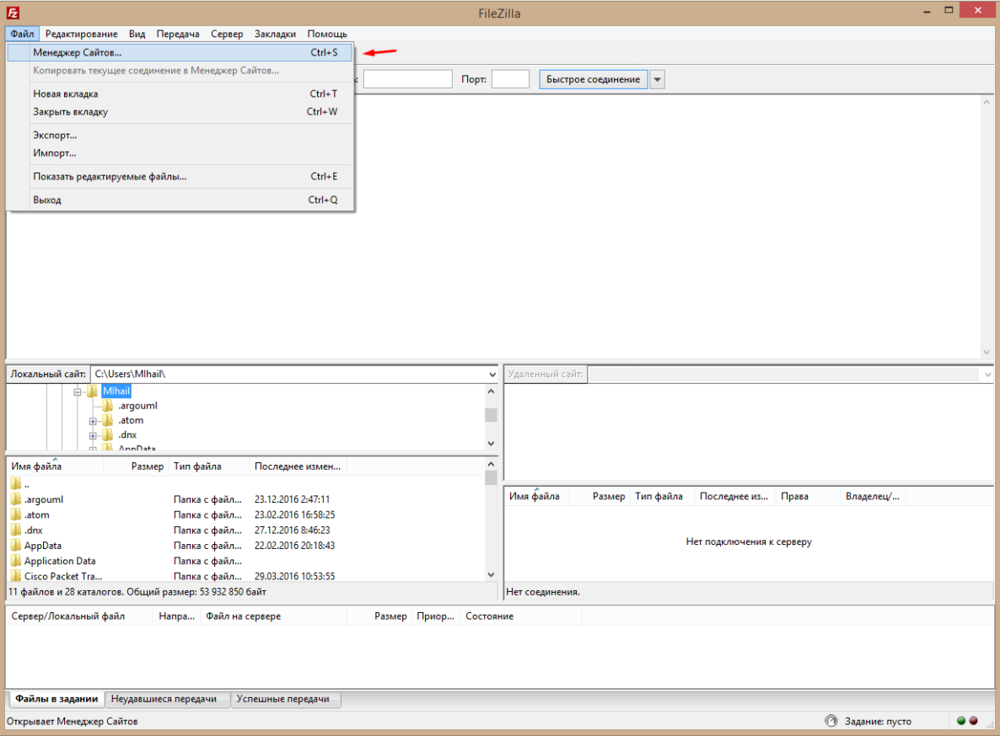 FileZilla
Файл Редактирование Вид Передача Сервер Закладки Помощь
Менеджер Сайтов... Ctrl+S
Копировать текущее соединение в Менеджер Сайтов...
Порт: Быстрое соединение
Новая вкладка Ctrl+T
Закрыть вкладку Ctrl+W
Экспорт...
Импорт...
Показать редактируемые файлы... Ctrl+E
Выход Ctrl+Q
Локальный сайт: C:\Users\MIhail\
MIhail
.argouml
.atom
.dnx
AppData
Имя файла Размер Тип файла Последнее измен...
..
.argouml Папка с файл... 23.12.2016 2:47:11
.atom Папка с файл... 23.02.2016 16:58:25
.dnx Папка с файл... 27.12.2016 8:46:23
AppData Папка с файл... 22.02.2016 20:18:43
Application Data Папка с файл...
Cisco Packet Tra... Папка с файл... 29.03.2016 10:53:55
11 файлов и 28 каталогов. Общий размер: 53 932 850 байт
Удаленный сайт:
Имя файла Размер Тип файла Последнее из... Права Владелец/...
Нет подключения к серверу
Нет соединения.
Сервер/Локальный файл Напра... Файл на сервере Размер Приор... Состояние
Файлы в задании Неудавшиеся передачи Успешные передачи
Открывает Менеджер Сайтов Задание: пусто